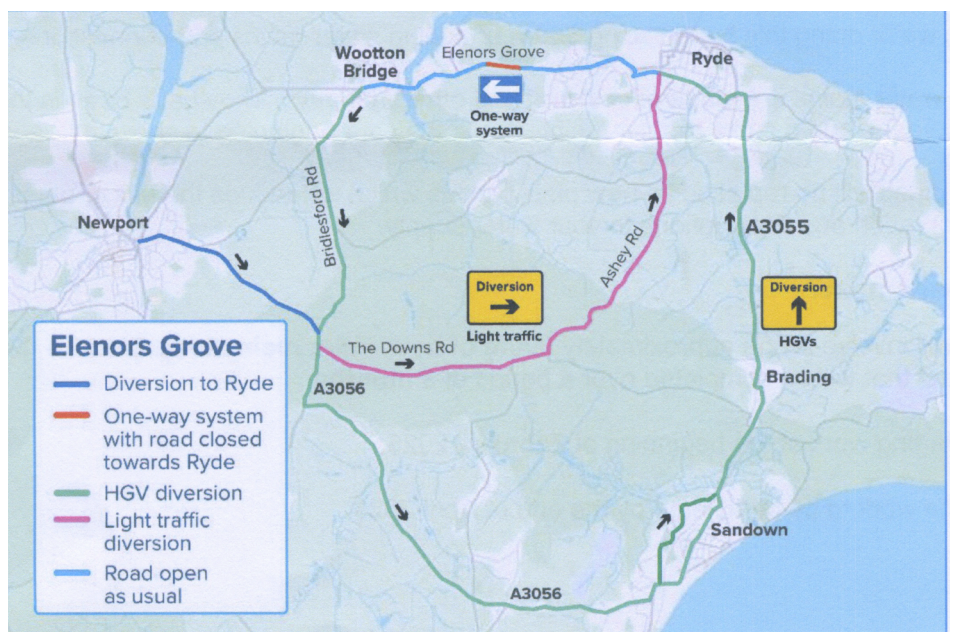 Wootton
Bridge
Elenors Grove
Ryde
One-way
system
Bridlesford Rd
Newport
A3055
Ashey Rd
Diversion
Light traffic
Diversion
HGVs
The Downs Rd
A3056
Brading
Elenors Grove
Diversion to Ryde
One-way system
with road closed
towards Ryde
HGV diversion
Light traffic
diversion
Road open
as usual
Sandown
A3056